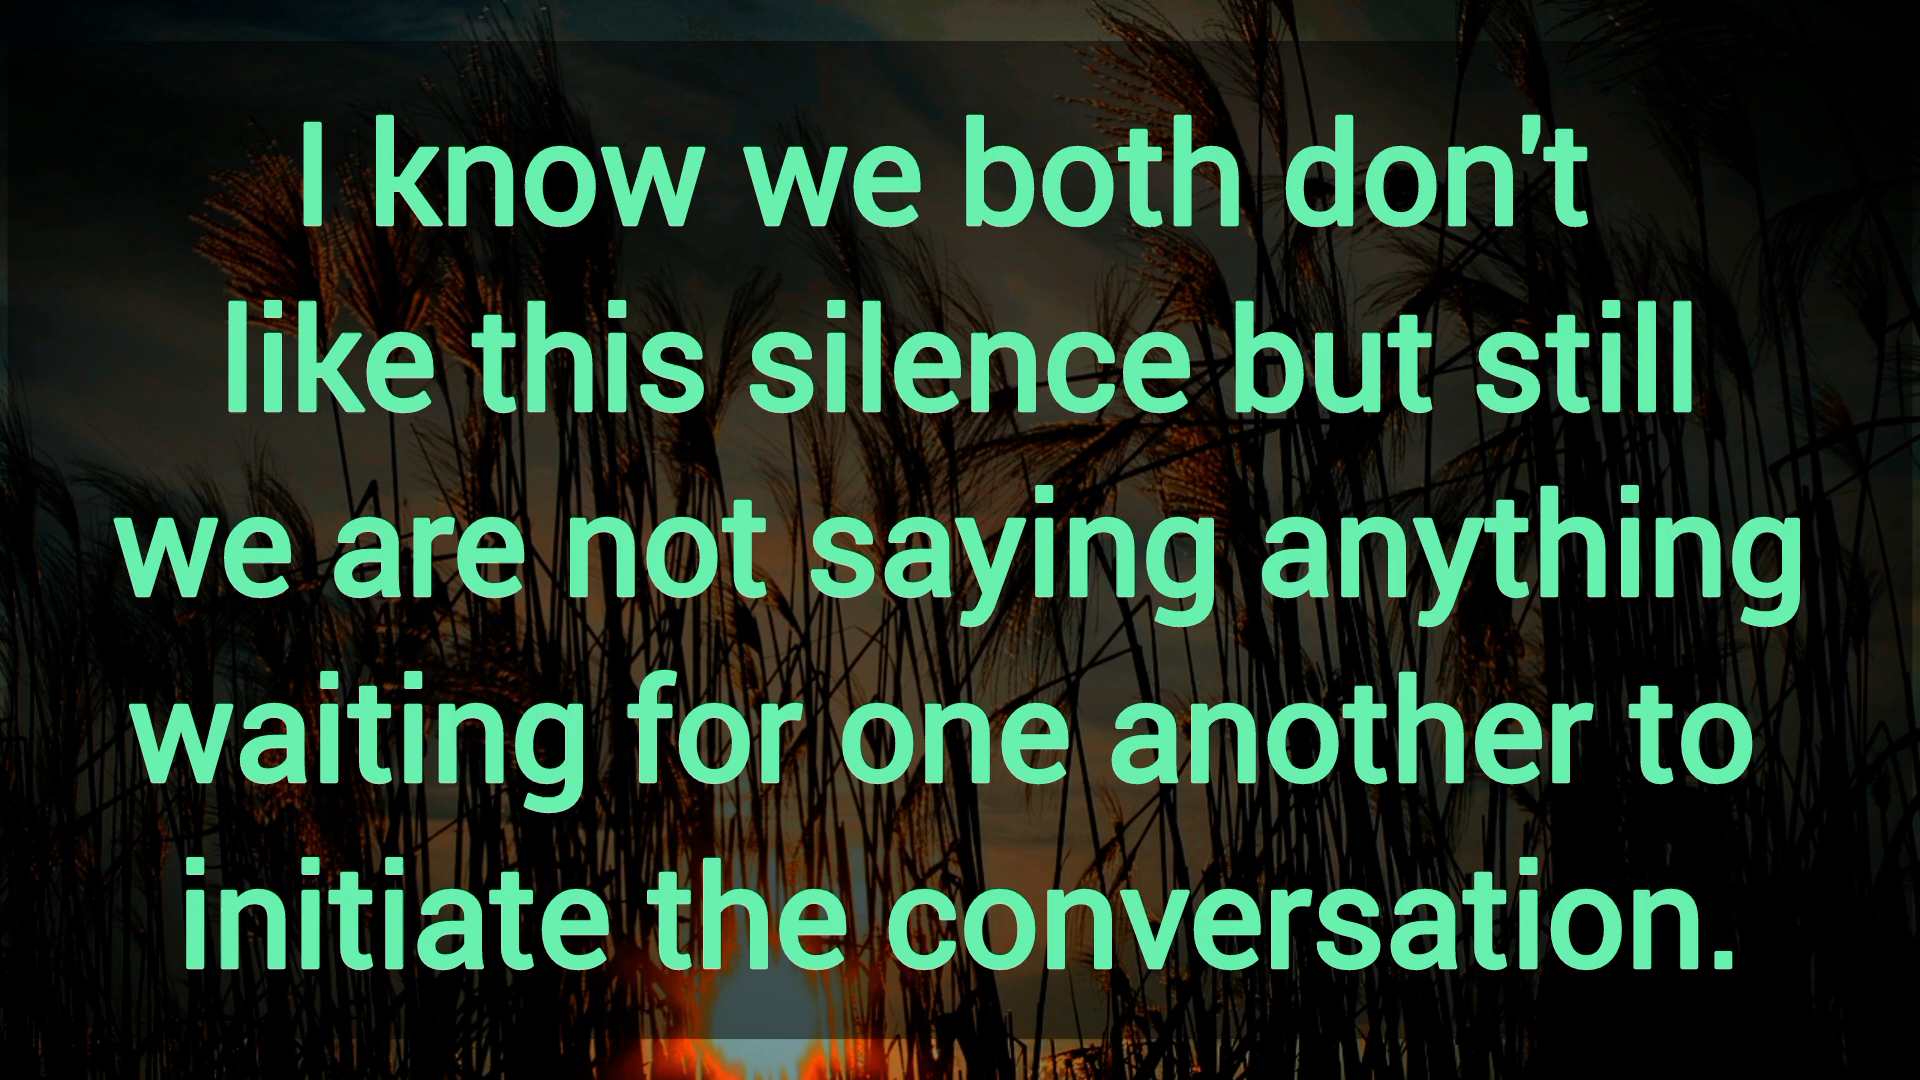 I know we both don't
like this silence but still
we are not saying anything
waiting for one another to
initiate the conversation.